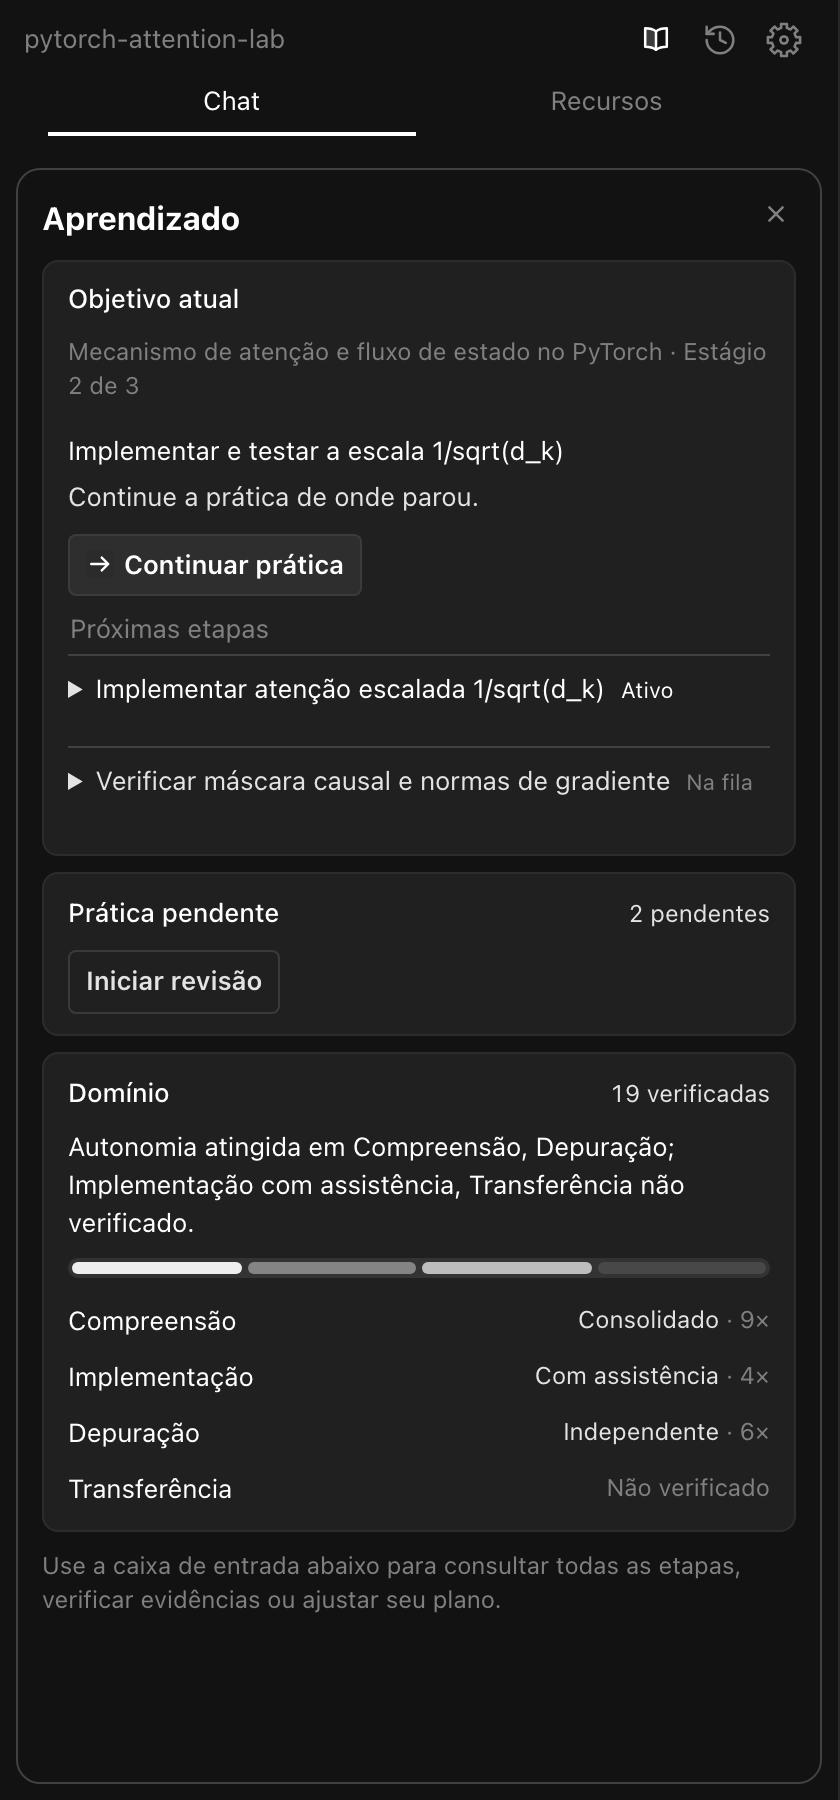 pytorch-attention-lab
Chat
Recursos
Aprendizado
Objetivo atual
Mecanismo de atenção e fluxo de estado no PyTorch · Estágio
2 de 3
Implementar e testar a escala 1/sqrt(d_k)
Continue a prática de onde parou.
→ Continuar prática
Próximas etapas
Implementar atenção escalada 1/sqrt(d_k) Ativo
Verificar máscara causal e normas de gradiente Na fila
Prática pendente 2 pendentes
Iniciar revisão
Domínio 19 verificadas
Autonomia atingida em Compreensão, Depuração;
Implementação com assistência, Transferência não
verificado.
Compreensão Consolidado · 9×
Implementação Com assistência · 4×
Depuração Independente · 6×
Transferência Não verificado
Use a caixa de entrada abaixo para consultar todas as etapas,
verificar evidências ou ajustar seu plano.